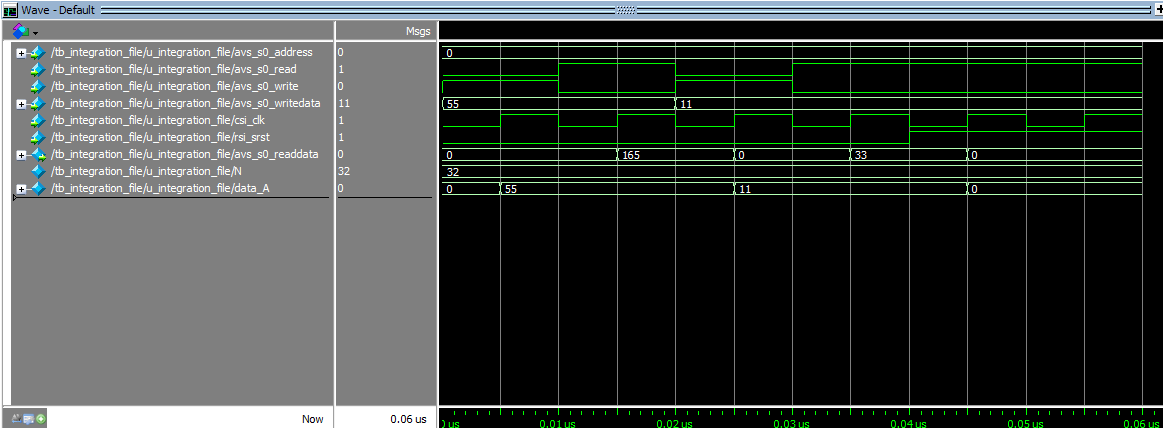 Wave - Default
Msgs
/tb_integration_file/u_integration_file/avs_s0_address 0 0
/tb_integration_file/u_integration_file/avs_s0_read 1
/tb_integration_file/u_integration_file/avs_s0_write 0
/tb_integration_file/u_integration_file/avs_s0_writedata 11 55 11
/tb_integration_file/u_integration_file/csi_clk 1
/tb_integration_file/u_integration_file/rsi_srst 1
/tb_integration_file/u_integration_file/avs_s0_readdata 0 0 165 0 33 0
/tb_integration_file/u_integration_file/N 32 32
/tb_integration_file/u_integration_file/data_A 0 0 55 11 0
Now 0.06 us us 0.01 us 0.02 us 0.03 us 0.04 us 0.05 us 0.06 us